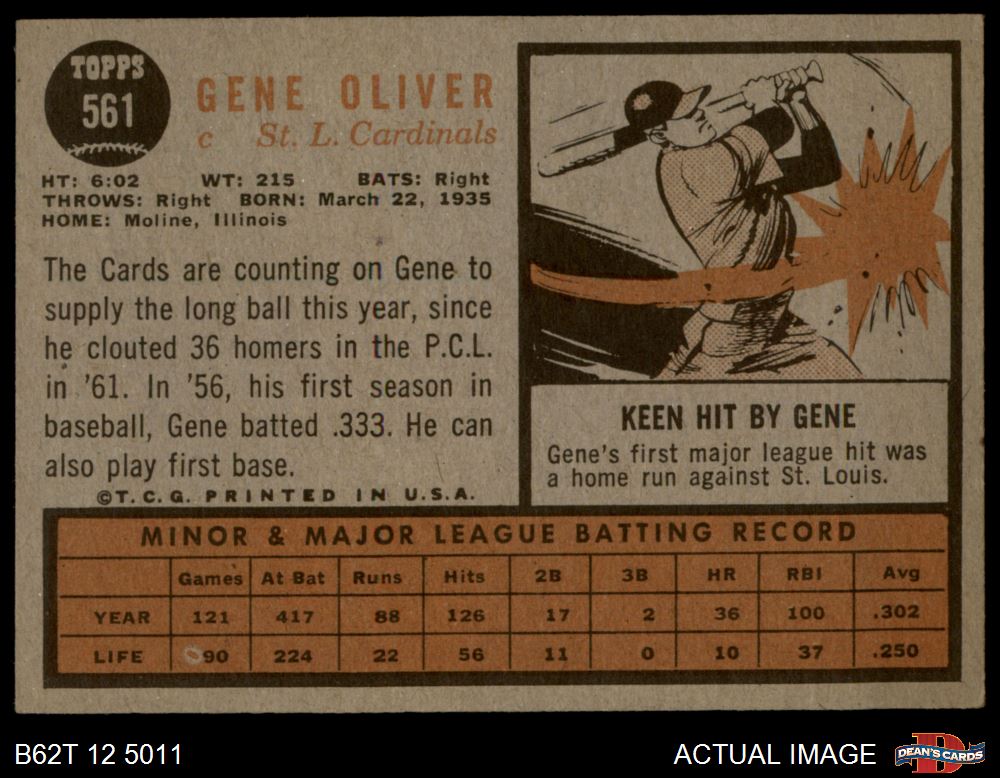 TOPPS
561
GENE OLIVER
c St. L. Cardinals
HT: 6:02 WT: 215 BATS: Right
THROWS: Right BORN: March 22, 1935
HOME: Moline, Illinois
The Cards are counting on Gene to
supply the long ball this year, since
he clouted 36 homers in the P.C.L.
in '61. In '56, his first season in
baseball, Gene batted .333. He can
also play first base.
©T.C.G. PRINTED IN U.S.A.
KEEN HIT BY GENE
Gene's first major league hit was
a home run against St. Louis.
MINOR & MAJOR LEAGUE BATTING RECORD
Games At Bat Runs Hits 2B 3B HR RBI Avg
YEAR 121 417 88 126 17 2 36 100 .302
LIFE 90 224 22 56 11 0 10 37 .250
B62T 12 5011
ACTUAL IMAGE
D
DEAN'S CARDS